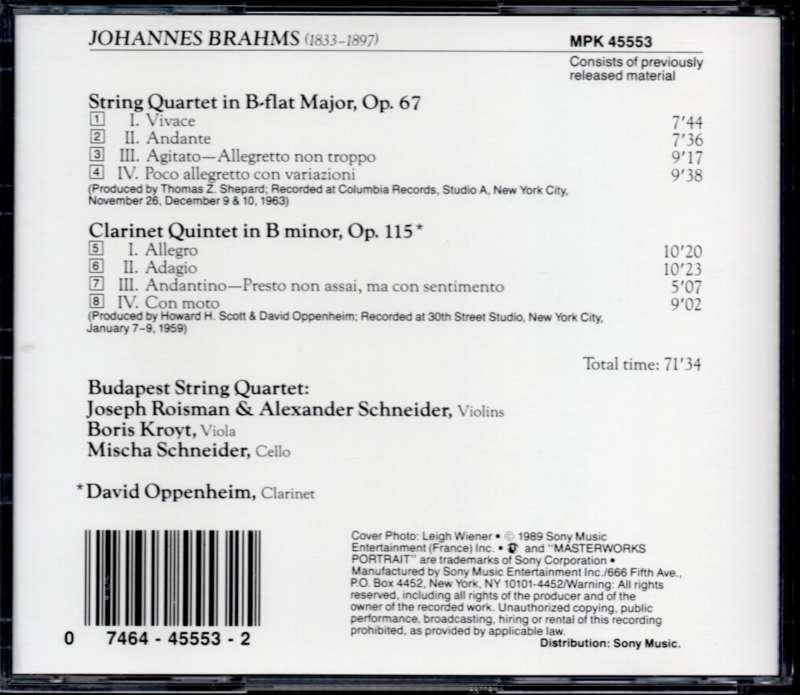 JOHANNES BRAHMS (1833-1897)
MPK 45553
Consists of previously
released material
String Quartet in B-flat Major, Op. 67
1 I. Vivace 7'44
2 II. Andante 7'36
3 III. Agitato—Allegretto non troppo 9'17
4 IV. Poco allegretto con variazioni 9'38
(Produced by Thomas Z. Shepard; Recorded at Columbia Records, Studio A, New York City,
November 26, December 9 & 10, 1963)
Clarinet Quintet in B minor, Op. 115*
5 I. Allegro 10'20
6 II. Adagio 10'23
7 III. Andantino—Presto non assai, ma con sentimento 5'07
8 IV. Con moto 9'02
(Produced by Howard H. Scott & David Oppenheim; Recorded at 30th Street Studio, New York City,
January 7-9, 1959)
Total time: 71'34
Budapest String Quartet:
Joseph Roisman & Alexander Schneider, Violins
Boris Kroyt, Viola
Mischa Schneider, Cello
*David Oppenheim, Clarinet
Cover Photo: Leigh Wiener • © 1989 Sony Music
Entertainment (France) Inc. • and "MASTERWORKS
PORTRAIT" are trademarks of Sony Corporation •
Manufactured by Sony Music Entertainment Inc./666 Fifth Ave.,
P.O. Box 4452, New York, NY 10101-4452/Warning: All rights
reserved, including all rights of the producer and of the
owner of the recorded work. Unauthorized copying, public
performance, broadcasting, hiring or rental of this recording
prohibited, as provided by applicable law.
Distribution: Sony Music.
0 7464 - 45553 - 2